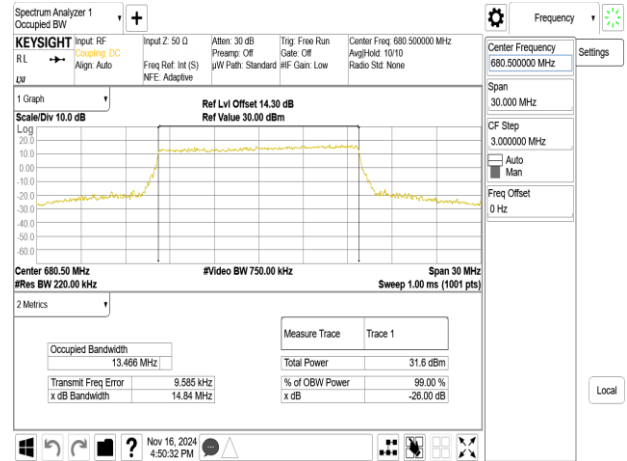 Spectrum Analyzer 1
Occupied BW
Frequency
KEYSIGHT
Input: RF
Input Z: 50 Ω
Atten: 30 dB
Trig: Free Run
Center Freq: 680.500000 MHz
RL
Coupling: DC
Preamp: Off
Gate: Off
Avg|Hold: 10/10
Align: Auto
Freq Ref: Int (S)
µW Path: Standard
#IF Gain: Low
Radio Std: None
LXI
NFE: Adaptive
Center Frequency
680.500000 MHz
Settings
Span
30.000 MHz
CF Step
3.000000 MHz
Auto
Man
Freq Offset
0 Hz
1 Graph
Ref Lvl Offset 14.30 dB
Scale/Div 10.0 dB
Ref Value 30.00 dBm
Log
20.0
10.0
0.00
-10.0
-20.0
-30.0
-40.0
-50.0
-60.0
Center 680.50 MHz
#Video BW 750.00 kHz
Span 30 MHz
#Res BW 220.00 kHz
Sweep 1.00 ms (1001 pts)
2 Metrics
Measure Trace
Trace 1
Occupied Bandwidth
13.466 MHz
Total Power
31.6 dBm
Transmit Freq Error
9.585 kHz
% of OBW Power
99.00 %
x dB Bandwidth
14.84 MHz
x dB
-26.00 dB
Local
?
Nov 16, 2024
4:50:32 PM